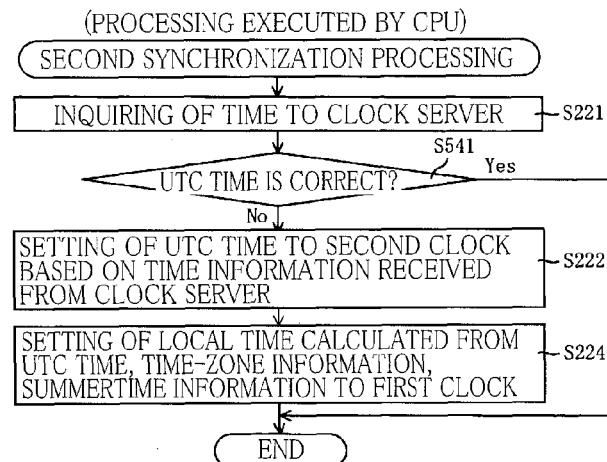 (PROCESSING EXECUTED BY CPU)
SECOND SYNCHRONIZATION PROCESSING
INQUIRING OF TIME TO CLOCK SERVER
S221
S541
UTC TIME IS CORRECT?
Yes
No
SETTING OF UTC TIME TO SECOND CLOCK
BASED ON TIME INFORMATION RECEIVED
FROM CLOCK SERVER
S222
SETTING OF LOCAL TIME CALCULATED FROM
UTC TIME, TIME-ZONE INFORMATION,
SUMMERTIME INFORMATION TO FIRST CLOCK
S224
END